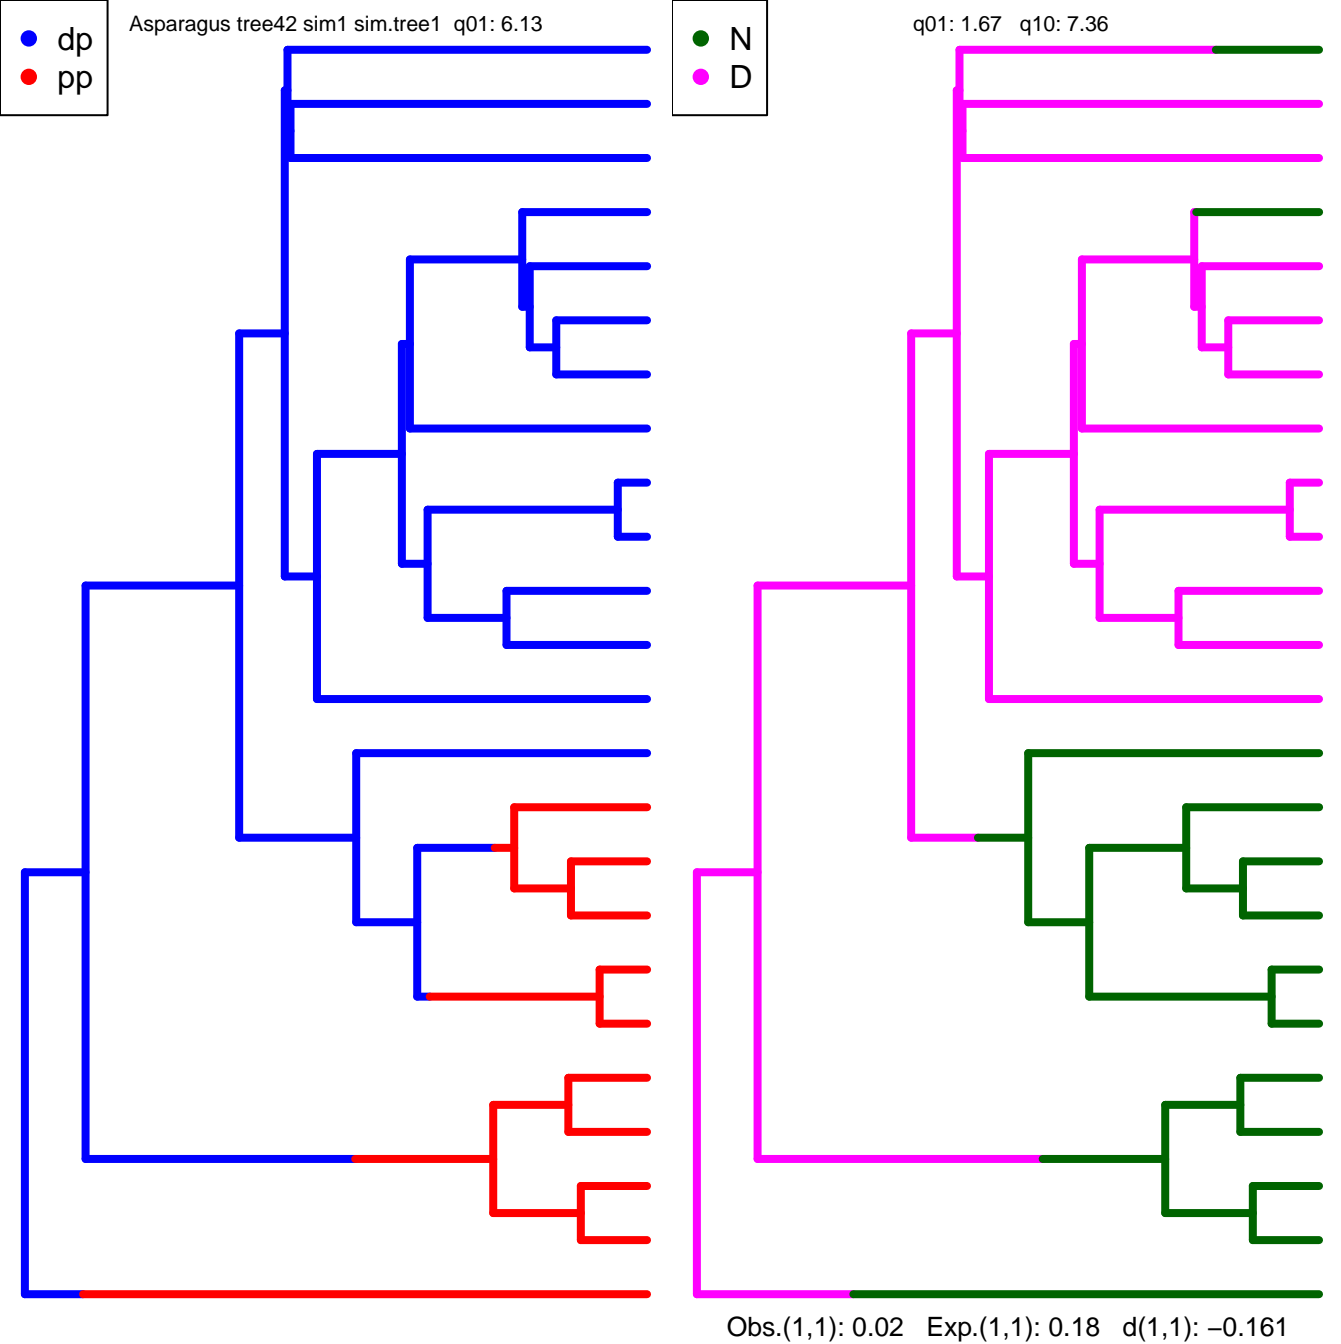 Asparagus tree42 sim1 sim.tree1 q01: 6.13
dp
pp
q01: 1.67 q10: 7.36
N
D
Obs.(1,1): 0.02 Exp.(1,1): 0.18 d(1,1): −0.161